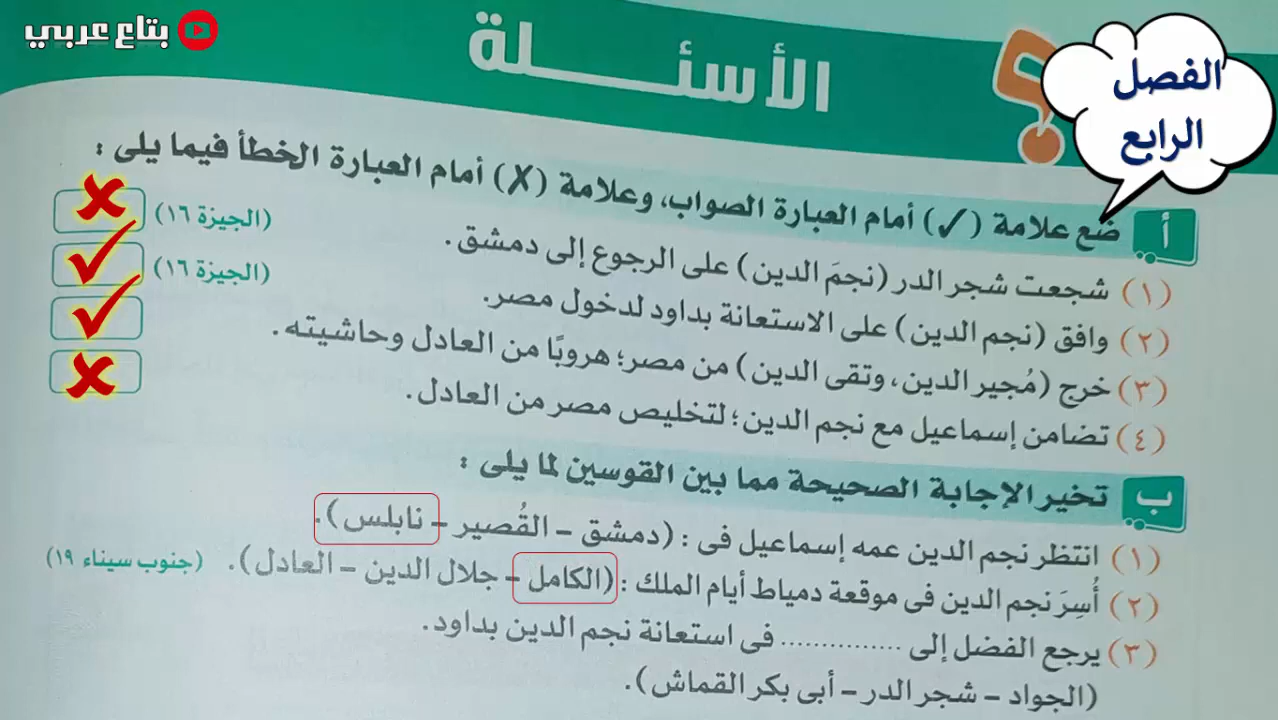 بتاع عربي
الأسئـــــلة
الفصل
الرابع
أ ضع علامة (✓) أمام العبارة الصواب، وعلامة (✗) أمام العبارة الخطأ فيما يلى :
(١) شجعت شجر الدر (نجمَ الدين) على الرجوع إلى دمشق. (الجيزة ١٦)
(٢) وافق (نجم الدين) على الاستعانة بداود لدخول مصر. (الجيزة ١٦)
(٣) خرج (مُجير الدين، وتقى الدين) من مصر؛ هروبًا من العادل وحاشيته.
(٤) تضامن إسماعيل مع نجم الدين؛ لتخليص مصر من العادل.
ب تخير الإجابة الصحيحة مما بين القوسين لما يلى :
(١) انتظر نجم الدين عمه إسماعيل فى : (دمشق – القُصير – نابلس).
(٢) أُسِرَ نجم الدين فى موقعة دمياط أيام الملك : (الكامل – جلال الدين – العادل). (جنوب سيناء ١٩)
(٣) يرجع الفضل إلى .............. فى استعانة نجم الدين بداود.
(الجواد – شجر الدر – أبى بكر القماش).